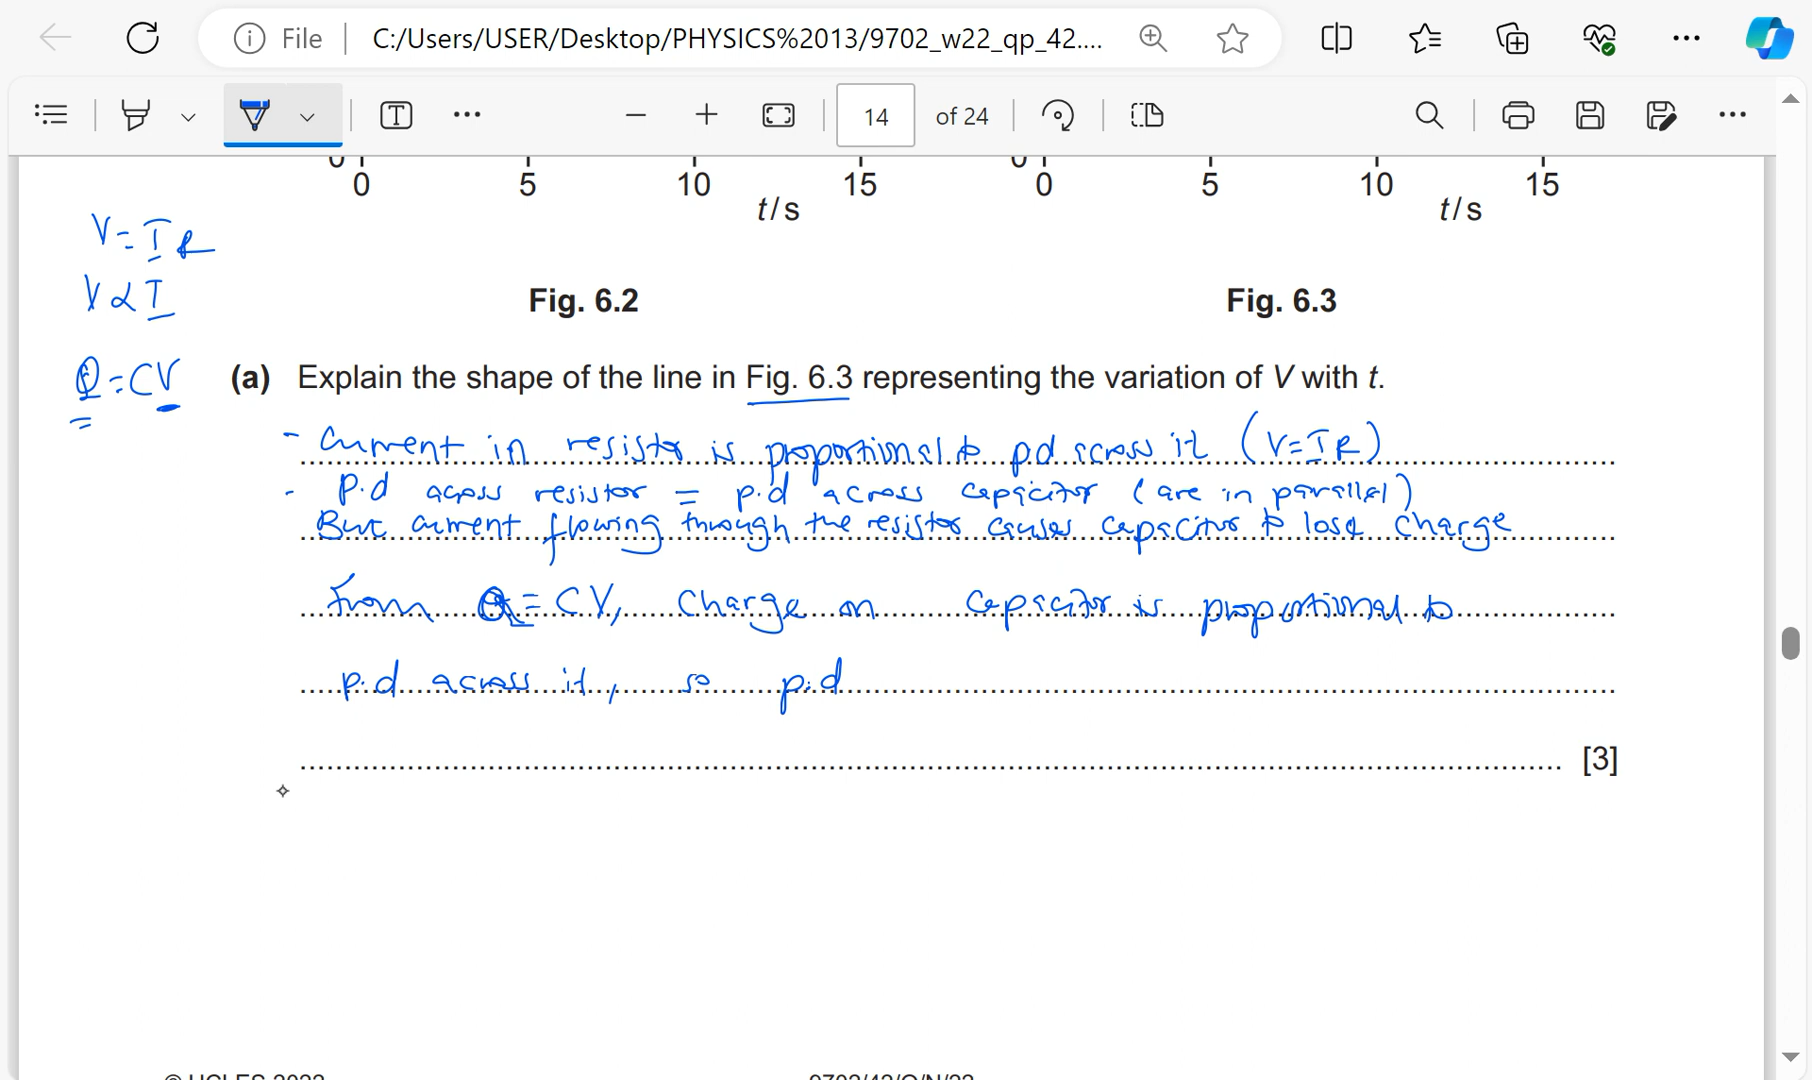 File
C:/Users/USER/Desktop/PHYSICS%2013/9702_w22_qp_42....
14 of 24
0 0
0 5 10 15 0 5 10 15
t/s t/s
V = IR
V ∝ I
Fig. 6.2 Fig. 6.3
Q = CV
(a) Explain the shape of the line in Fig. 6.3 representing the variation of V with t.
- Current in resistor is proportional to pd across it (V=IR)
- P.d across resistor = p.d across capacitor (are in parallel)
But current flowing through the resistor causes capacitor to lose charge
From Q = CV, Charge on capacitor is proportional to
p.d across it, so p.d
[3]
© UCLES 2022 9702/42/O/N/22